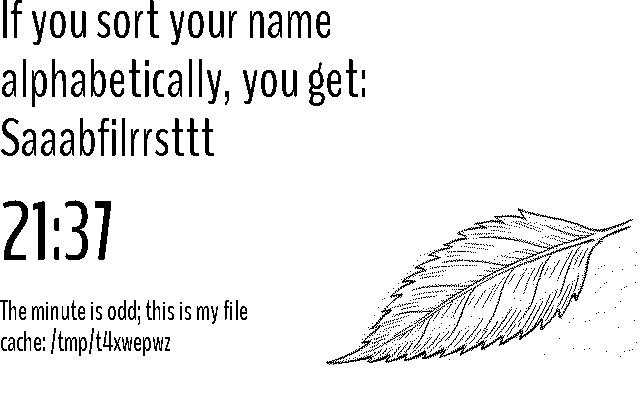 If you sort your name
alphabetically, you get:
Saaabfilrrsttt
21:37
The minute is odd; this is my file
cache: /tmp/t4xwepwz